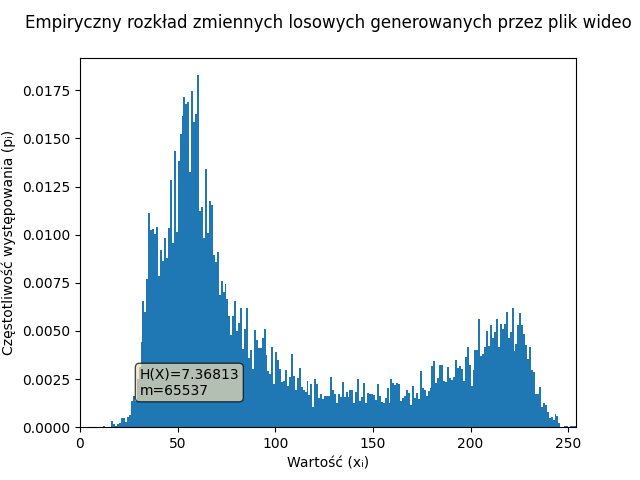 Empiryczny rozkład zmiennych losowych generowanych przez plik wideo
Częstotliwość występowania (pᵢ)
0.0175
0.0150
0.0125
0.0100
0.0075
0.0050
0.0025
0.0000
H(X)=7.36813
m=65537
0 50 100 150 200 250
Wartość (xᵢ)